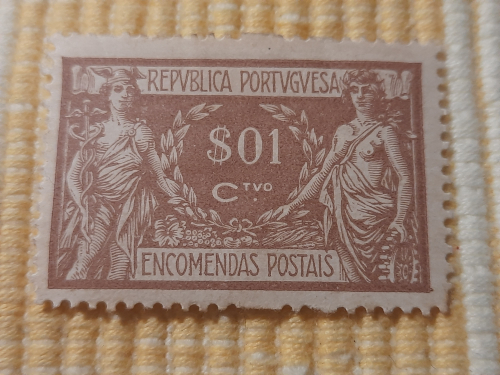 REPVBLICA PORTVGVESA
$01
CTVO.
ENCOMENDAS POSTAIS